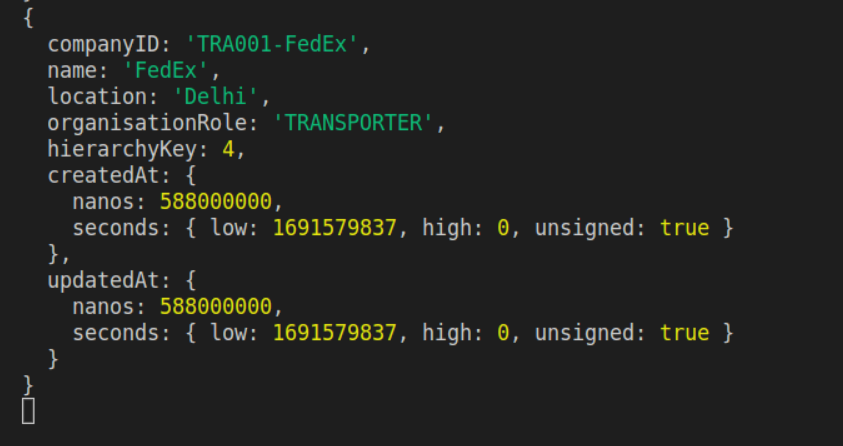 {
  companyID: 'TRA001-FedEx',
  name: 'FedEx',
  location: 'Delhi',
  organisationRole: 'TRANSPORTER',
  hierarchyKey: 4,
  createdAt: {
    nanos: 588000000,
    seconds: { low: 1691579837, high: 0, unsigned: true }
  },
  updatedAt: {
    nanos: 588000000,
    seconds: { low: 1691579837, high: 0, unsigned: true }
  }
}